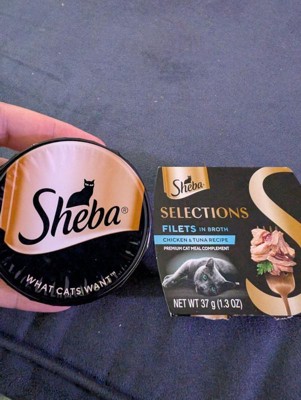 Sheba®
WHAT CATS WANT™
Sheba
SELECTIONS
FILETS IN BROTH
CHICKEN & TUNA RECIPE
PREMIUM CAT MEAL COMPLEMENT
NET WT 37 g (1.3 OZ)